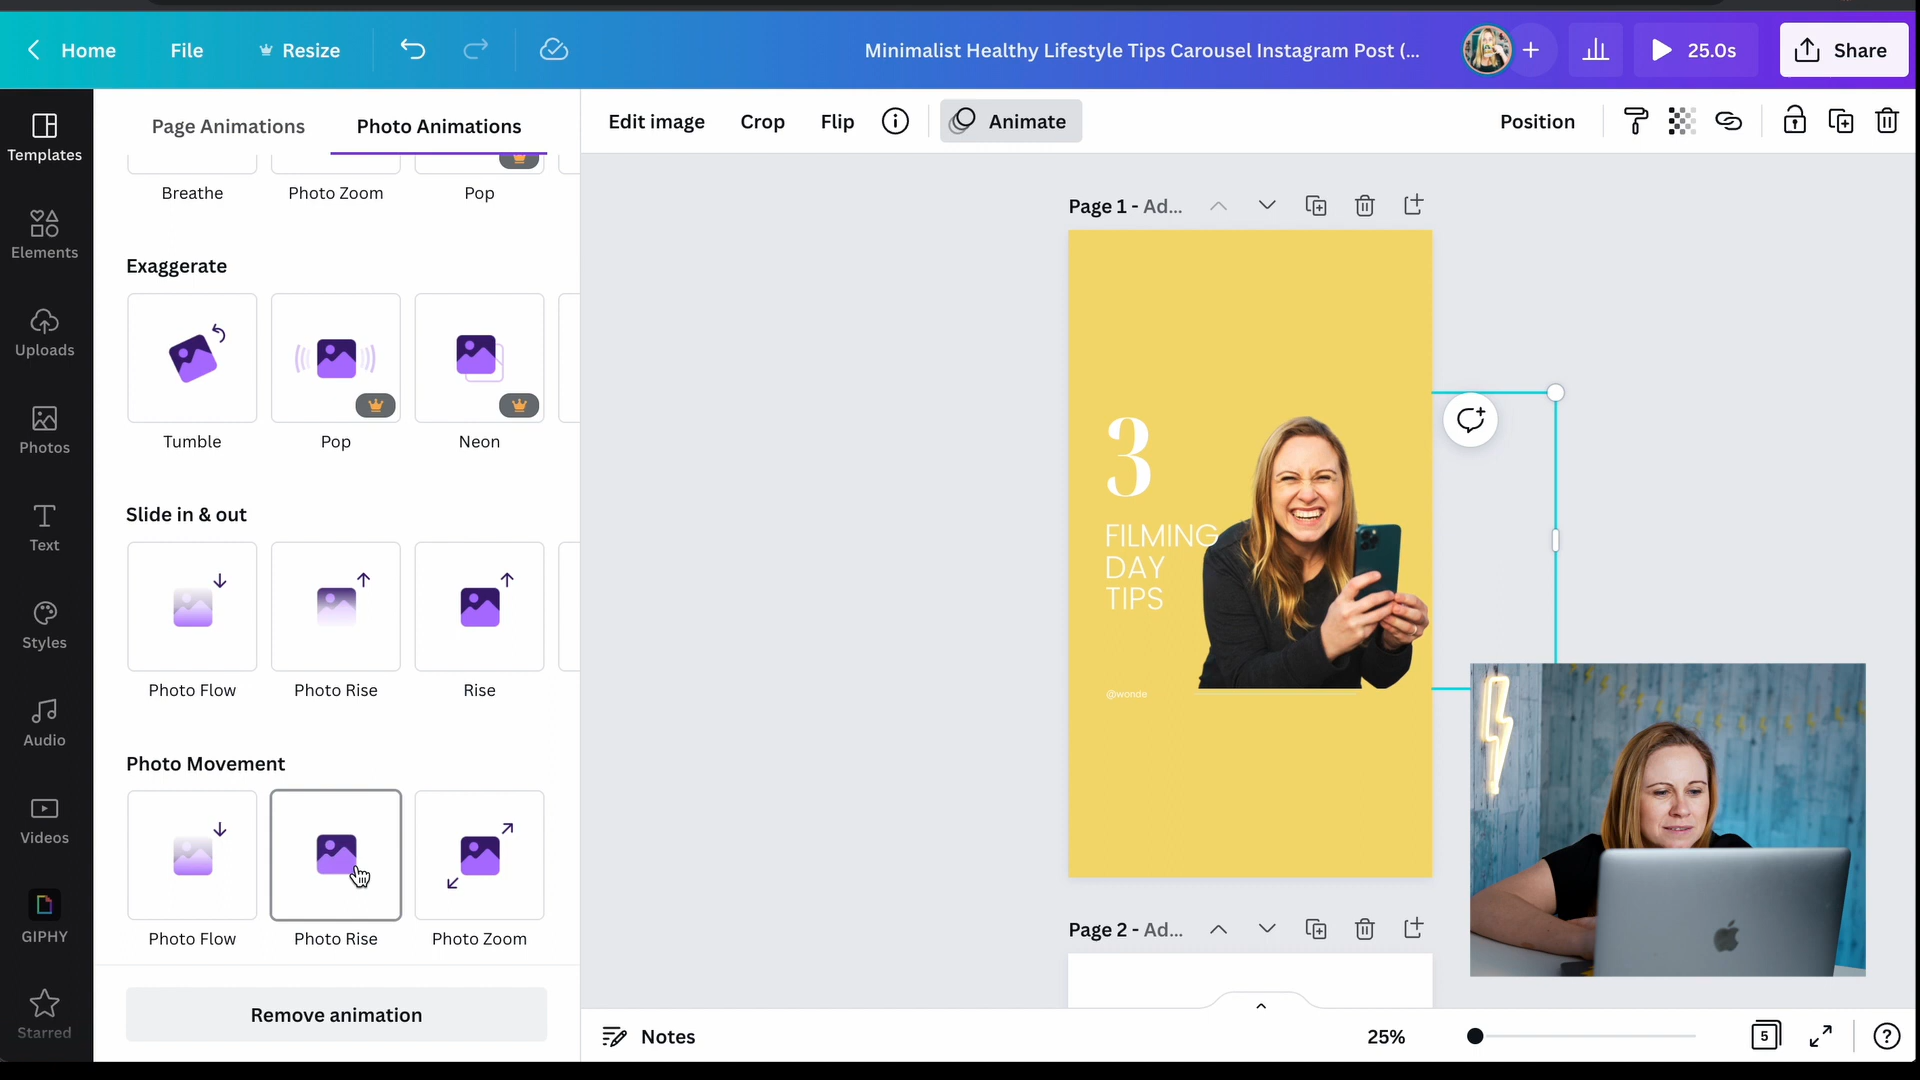 Home
File
Resize
Minimalist Healthy Lifestyle Tips Carousel Instagram Post (...
25.0s
Share
Templates
Elements
Uploads
Photos
Text
Styles
Audio
Videos
GIPHY
Starred
Page Animations
Photo Animations
Breathe
Photo Zoom
Pop
Exaggerate
Tumble
Pop
Neon
Slide in & out
Photo Flow
Photo Rise
Rise
Photo Movement
Photo Flow
Photo Rise
Photo Zoom
Remove animation
Edit image
Crop
Flip
Animate
Position
Page 1 - Ad...
3
FILMING
DAY
TIPS
@wonde
Page 2 - Ad...
Notes
25%
5